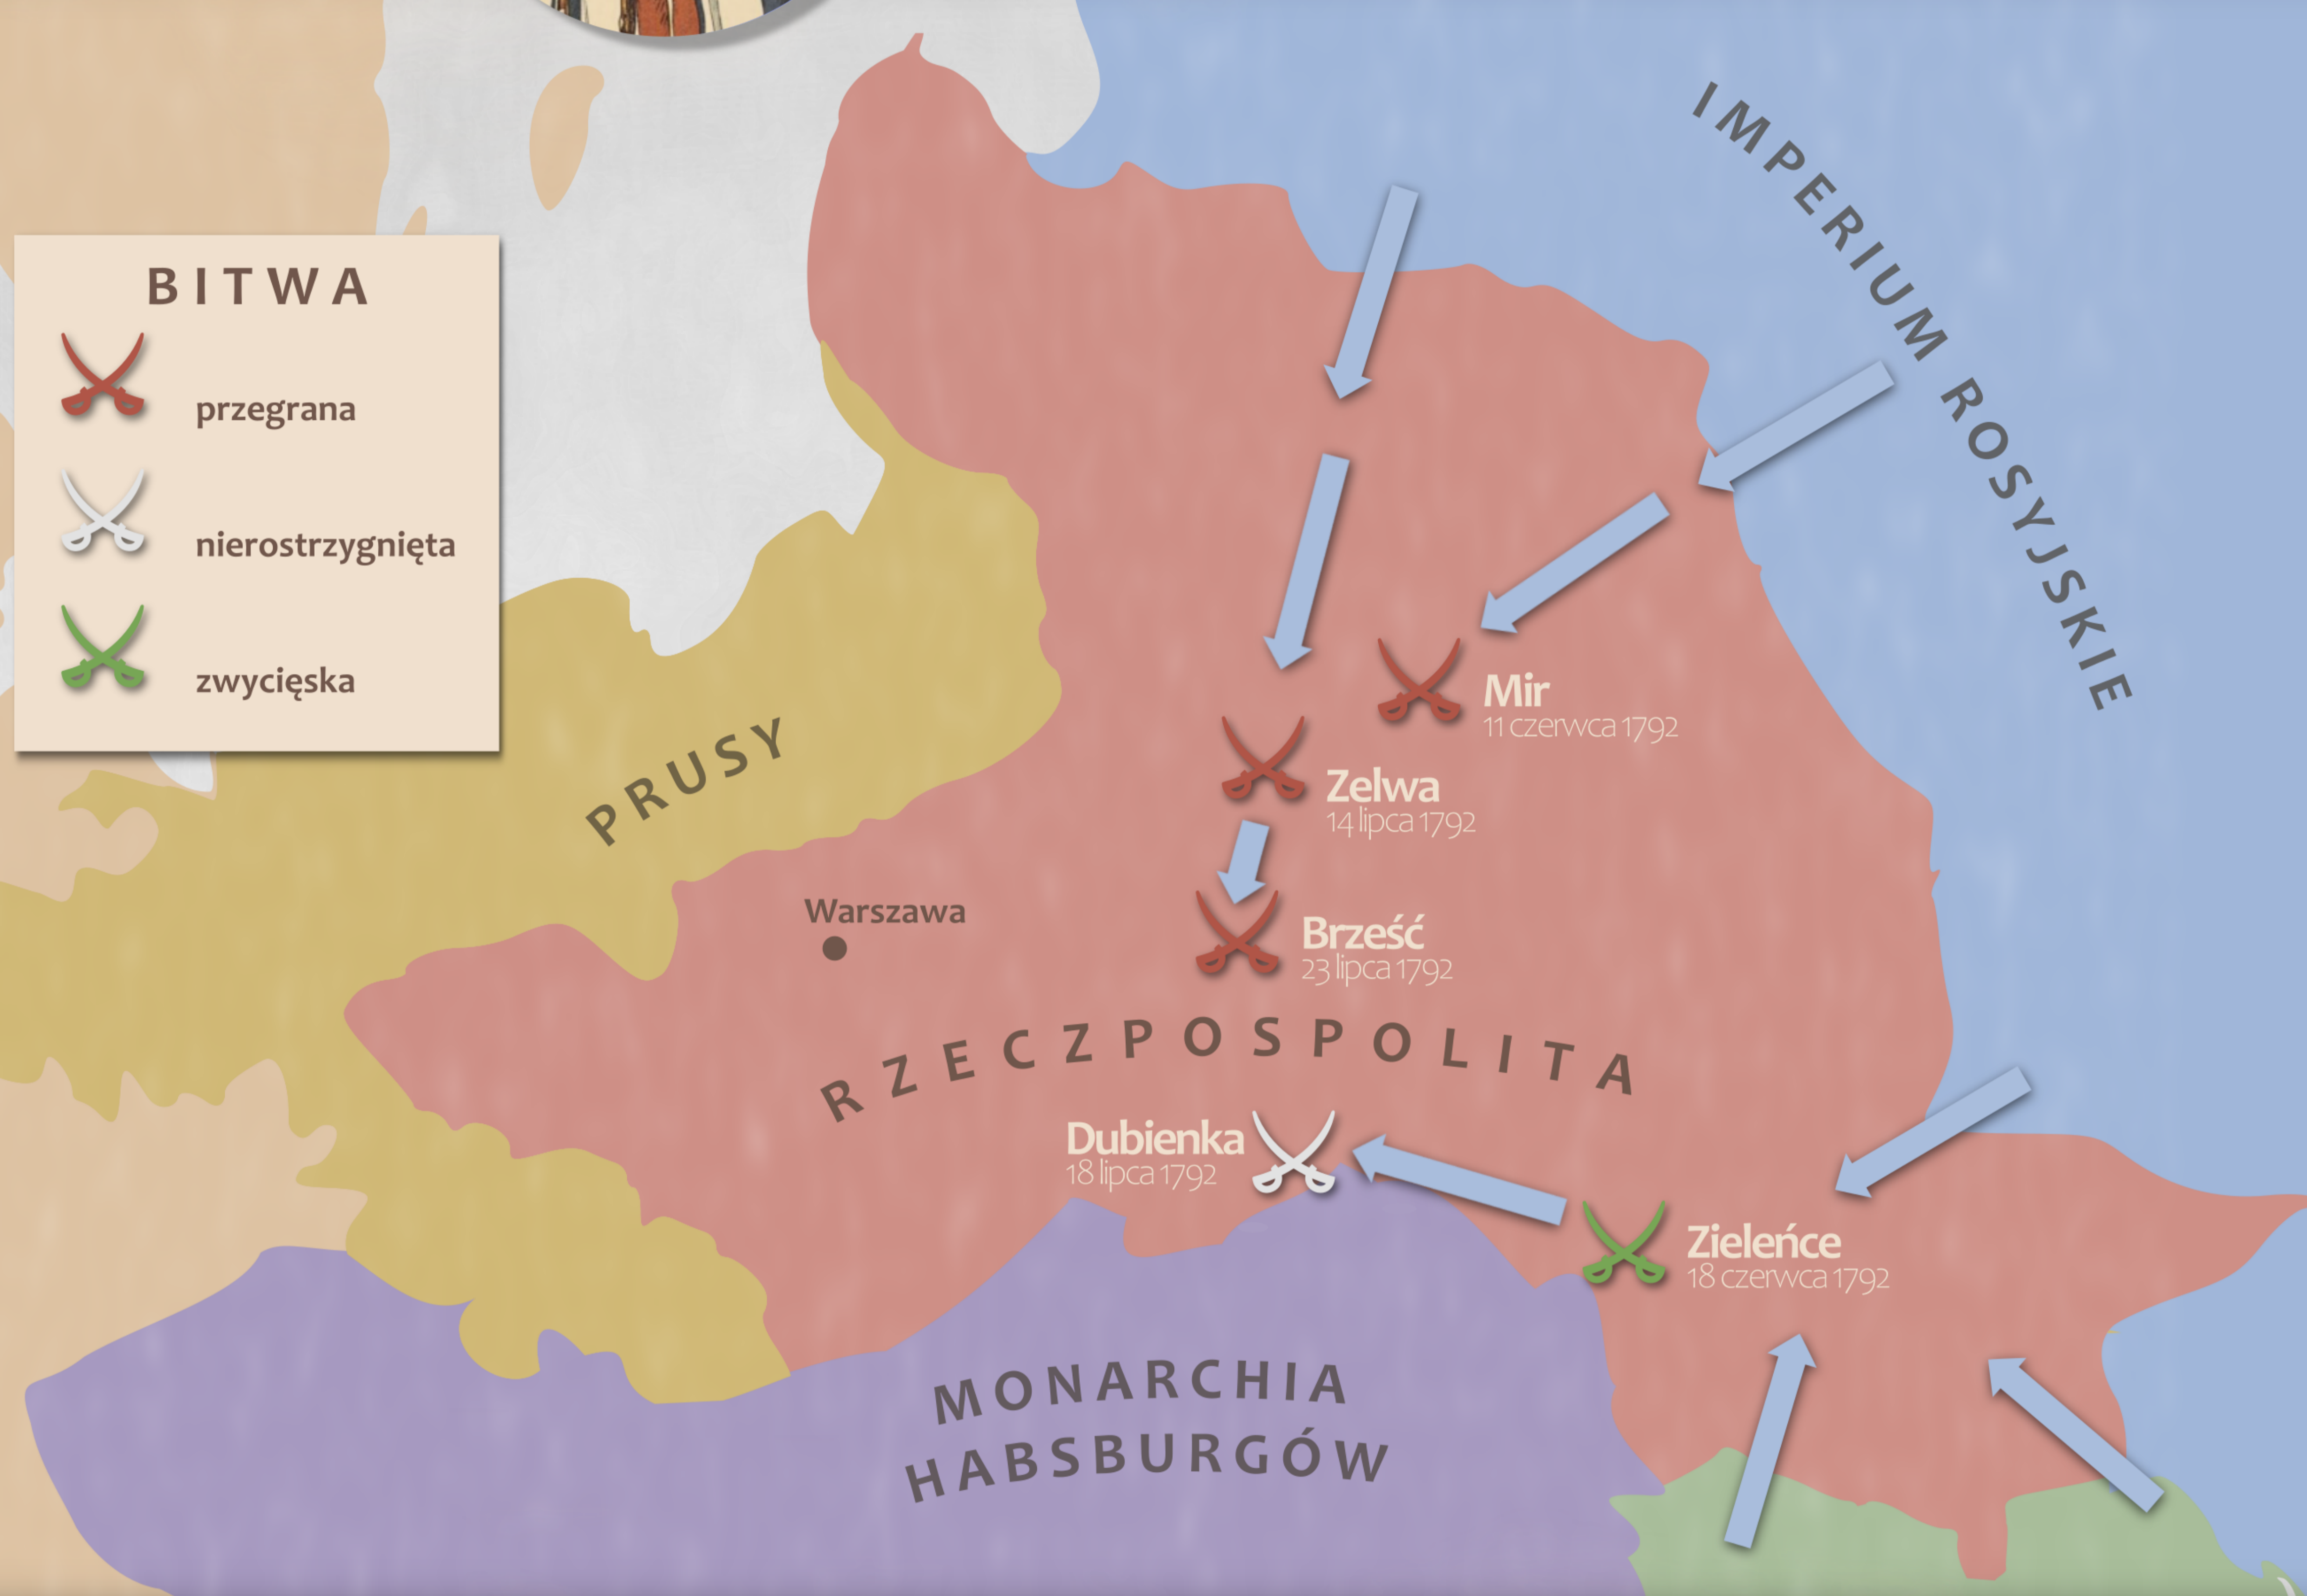 IMPERIUM ROSYJSKIE
BITWA
przegrana
nierostrzygnięta
zwycięska
PRUSY
Mir
11 czerwca 1792
Zelwa
14 lipca 1792
Warszawa
Brześć
23 lipca 1792
RZECZPOSPOLITA
Dubienka
18 lipca 1792
Zieleńce
18 czerwca 1792
MONARCHIA
HABSBURGÓW